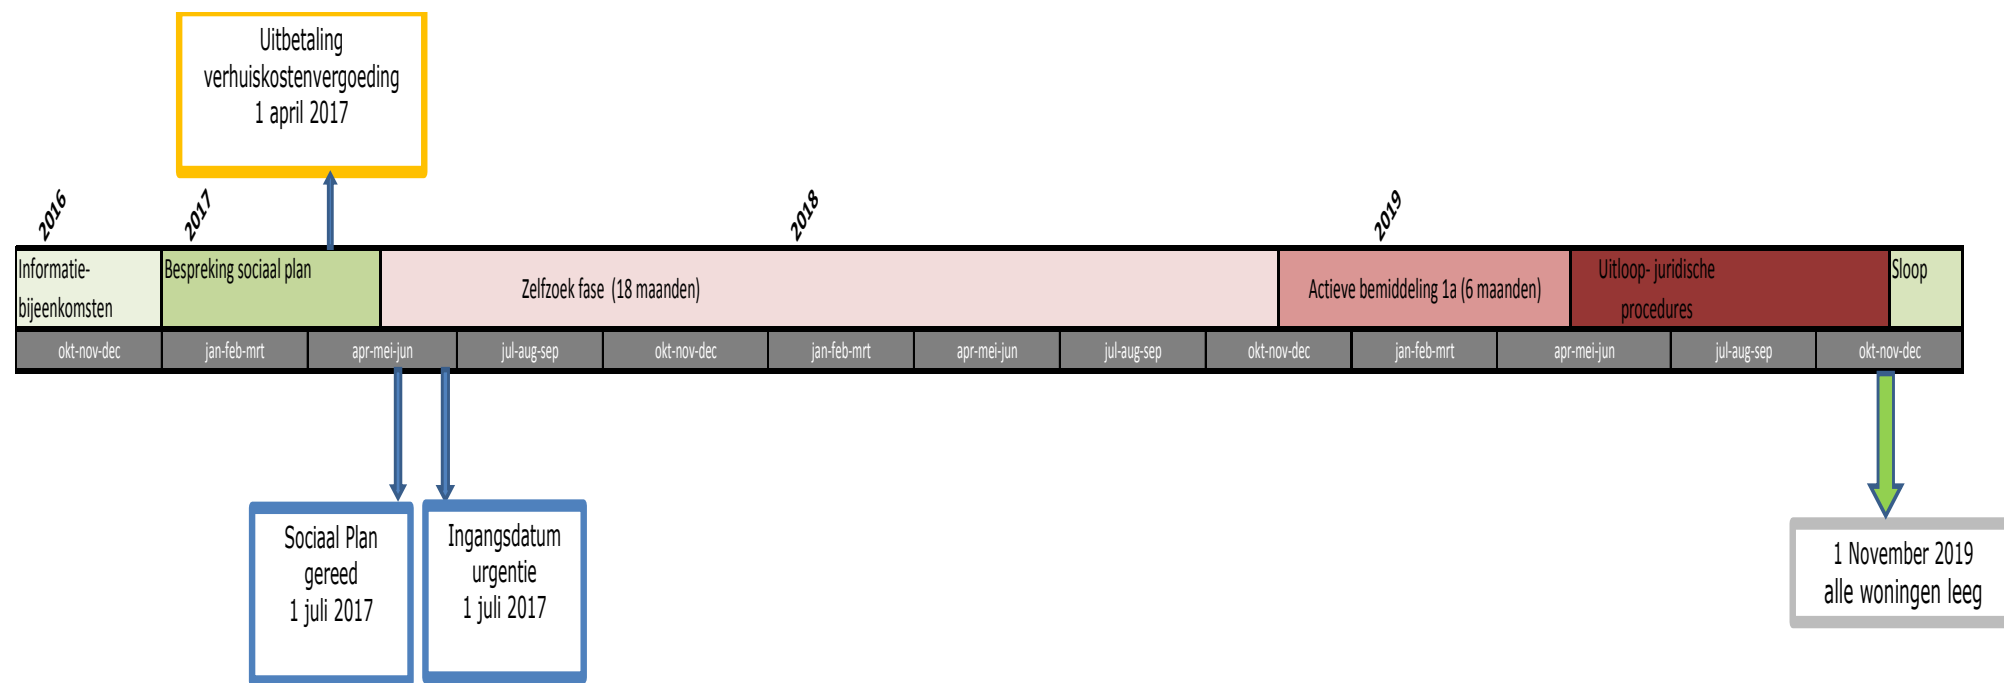 Uitbetaling
verhuiskostenvergoeding
1 april 2017
2016
2017
2018
2019
Informatie-
bijeenkomsten
Bespreking sociaal plan
Zelfzoek fase (18 maanden)
Actieve bemiddeling 1a (6 maanden)
Uitloop- juridische
procedures
Sloop
okt-nov-dec
jan-feb-mrt
apr-mei-jun
jul-aug-sep
okt-nov-dec
jan-feb-mrt
apr-mei-jun
jul-aug-sep
okt-nov-dec
jan-feb-mrt
apr-mei-jun
jul-aug-sep
okt-nov-dec
Sociaal Plan
gereed
1 juli 2017
Ingangsdatum
urgentie
1 juli 2017
1 November 2019
alle woningen leeg